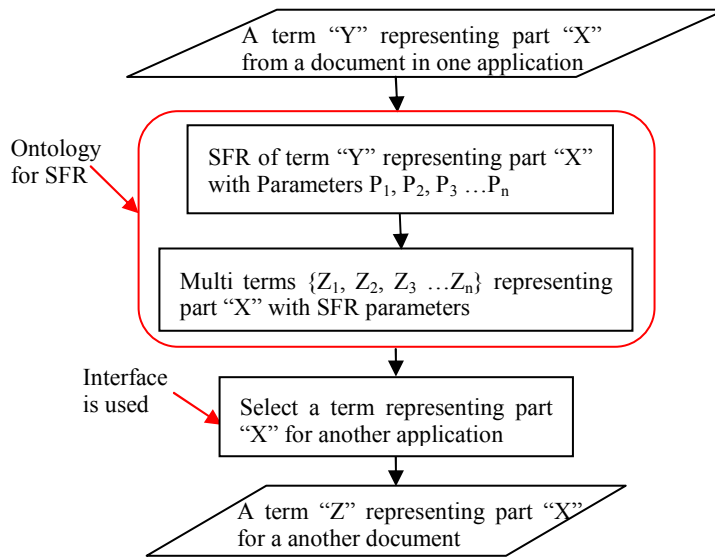 A term “Y” representing part “X”
from a document in one application
Ontology
for SFR
SFR of term “Y” representing part “X”
with Parameters P1, P2, P3 …Pn
Multi terms {Z1, Z2, Z3 …Zn} representing
part “X” with SFR parameters
Interface
is used
Select a term representing part
“X” for another application
A term “Z” representing part “X”
for a another document